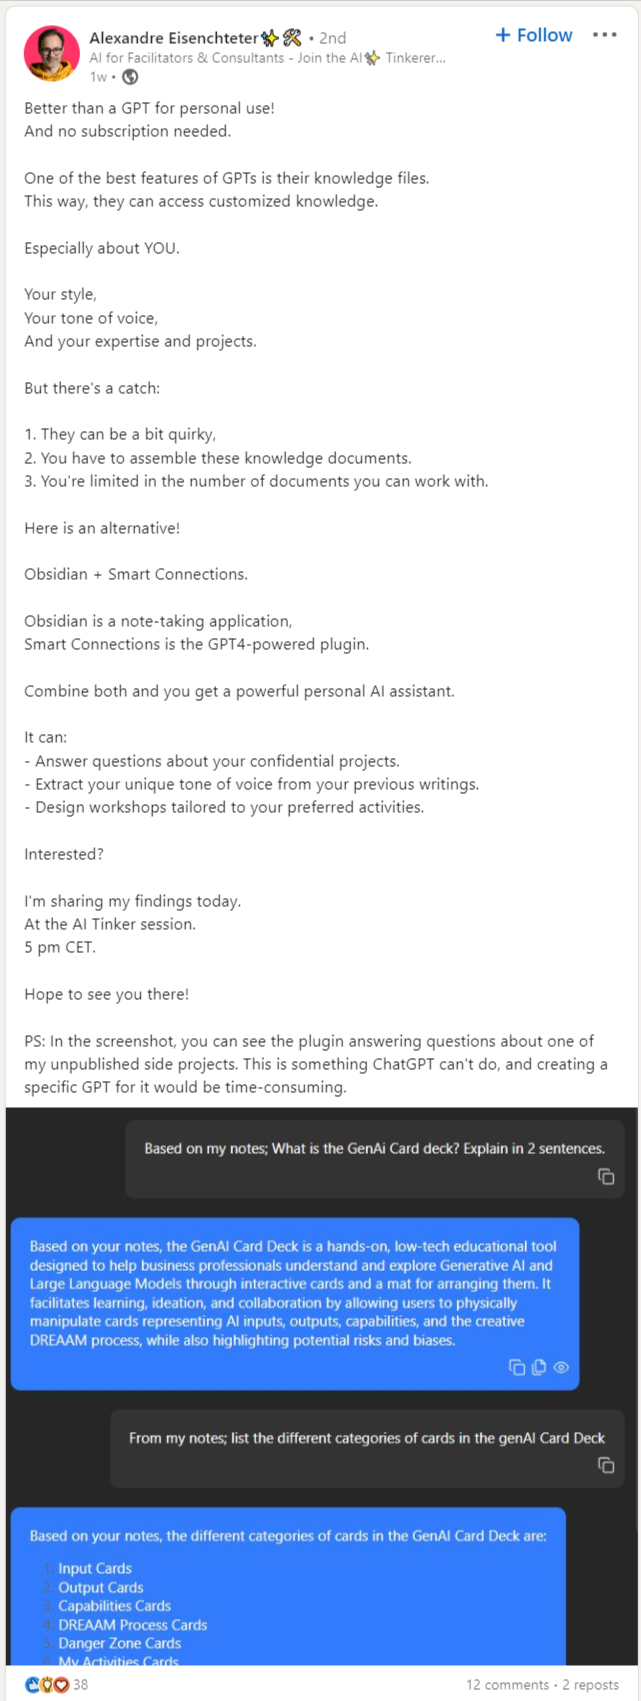 Alexandre Eisenchteter✨🛠 • 2nd
+ Follow
AI for Facilitators & Consultants - Join the AI✨ Tinkerer...
1w •
Better than a GPT for personal use!
And no subscription needed.
One of the best features of GPTs is their knowledge files.
This way, they can access customized knowledge.
Especially about YOU.
Your style,
Your tone of voice,
And your expertise and projects.
But there's a catch:
1. They can be a bit quirky,
2. You have to assemble these knowledge documents.
3. You're limited in the number of documents you can work with.
Here is an alternative!
Obsidian + Smart Connections.
Obsidian is a note-taking application,
Smart Connections is the GPT4-powered plugin.
Combine both and you get a powerful personal AI assistant.
It can:
- Answer questions about your confidential projects.
- Extract your unique tone of voice from your previous writings.
- Design workshops tailored to your preferred activities.
Interested?
I'm sharing my findings today.
At the AI Tinker session.
5 pm CET.
Hope to see you there!
PS: In the screenshot, you can see the plugin answering questions about one of
my unpublished side projects. This is something ChatGPT can't do, and creating a
specific GPT for it would be time-consuming.
Based on my notes; What is the GenAi Card deck? Explain in 2 sentences.
Based on your notes, the GenAI Card Deck is a hands-on, low-tech educational tool
designed to help business professionals understand and explore Generative AI and
Large Language Models through interactive cards and a mat for arranging them. It
facilitates learning, ideation, and collaboration by allowing users to physically
manipulate cards representing AI inputs, outputs, capabilities, and the creative
DREAAM process, while also highlighting potential risks and biases.
From my notes; list the different categories of cards in the genAI Card Deck
Based on your notes, the different categories of cards in the GenAI Card Deck are:
1. Input Cards
2. Output Cards
3. Capabilities Cards
4. DREAAM Process Cards
5. Danger Zone Cards
6. My Activities Cards
38
12 comments • 2 reposts